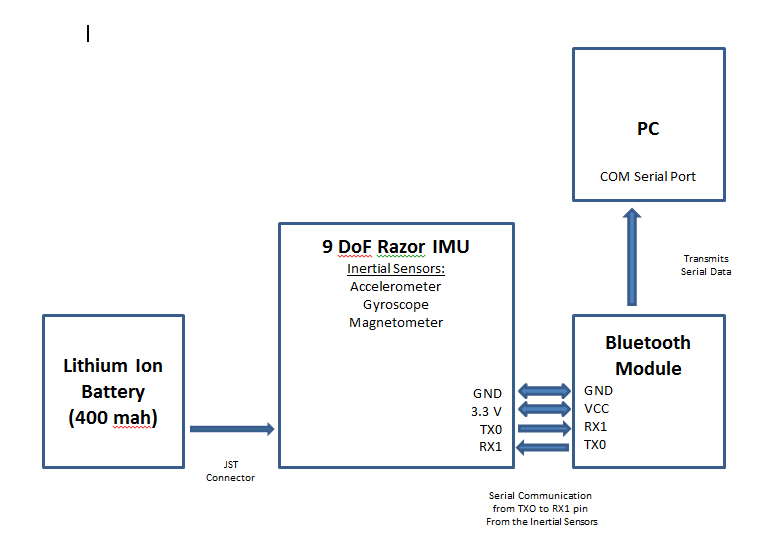 PC
COM Serial Port
9 DoF Razor IMU
Inertial Sensors:
Accelerometer
Gyroscope
Magnetometer
Transmits
Serial Data
Lithium Ion
Battery
(400 mah)
Bluetooth
Module
GND
3.3 V
TX0
RX1
GND
VCC
RX1
TX0
JST
Connector
Serial Communication
from TXO to RX1 pin
From the Inertial Sensors